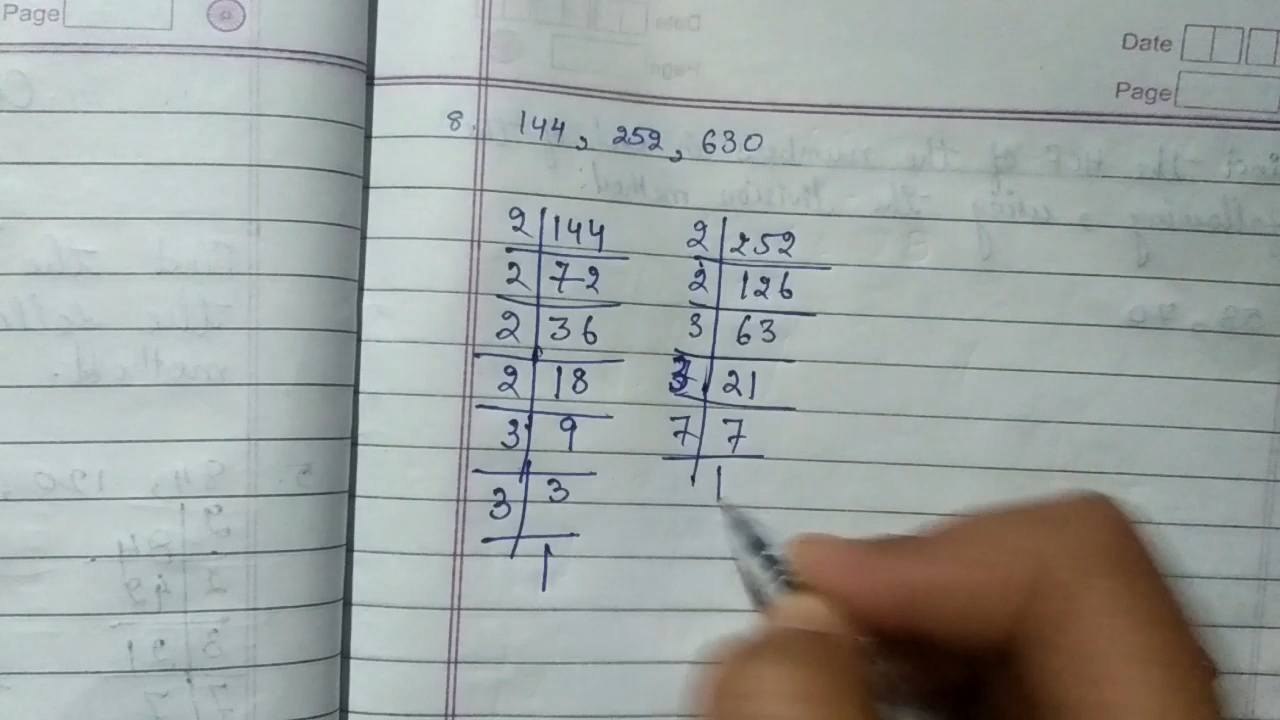 Page
Date
Page
8. 144, 252, 630
2 144 2 252
2 72 2 126
2 36 3 63
2 18 3 21
3 9 7 7
3 3 1
1